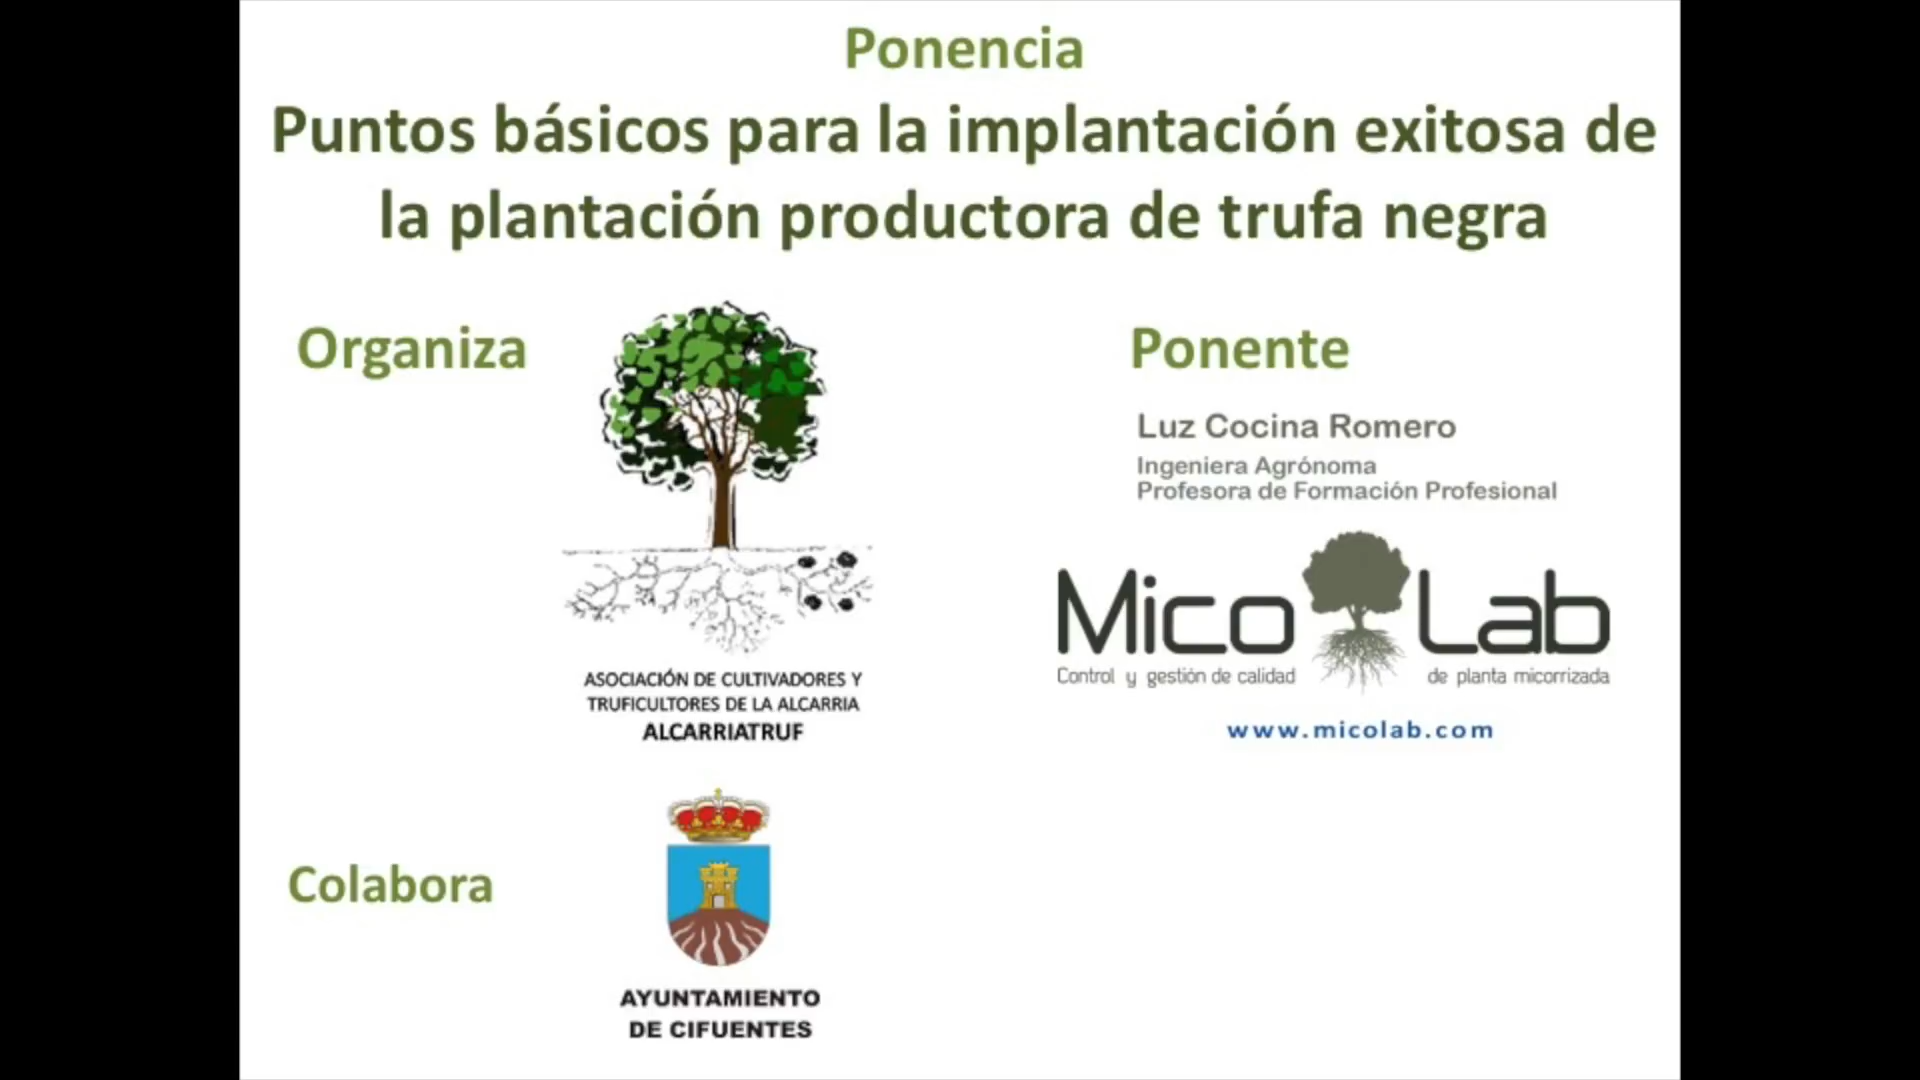 Ponencia
Puntos básicos para la implantación exitosa de
la plantación productora de trufa negra
Organiza
ASOCIACIÓN DE CULTIVADORES Y
TRUFICULTORES DE LA ALCARRIA
ALCARRIATRUF
Ponente
Luz Cocina Romero
Ingeniera Agrónoma
Profesora de Formación Profesional
Mico Lab
Control y gestión de calidad de planta micorrizada
www.micolab.com
Colabora
AYUNTAMIENTO
DE CIFUENTES